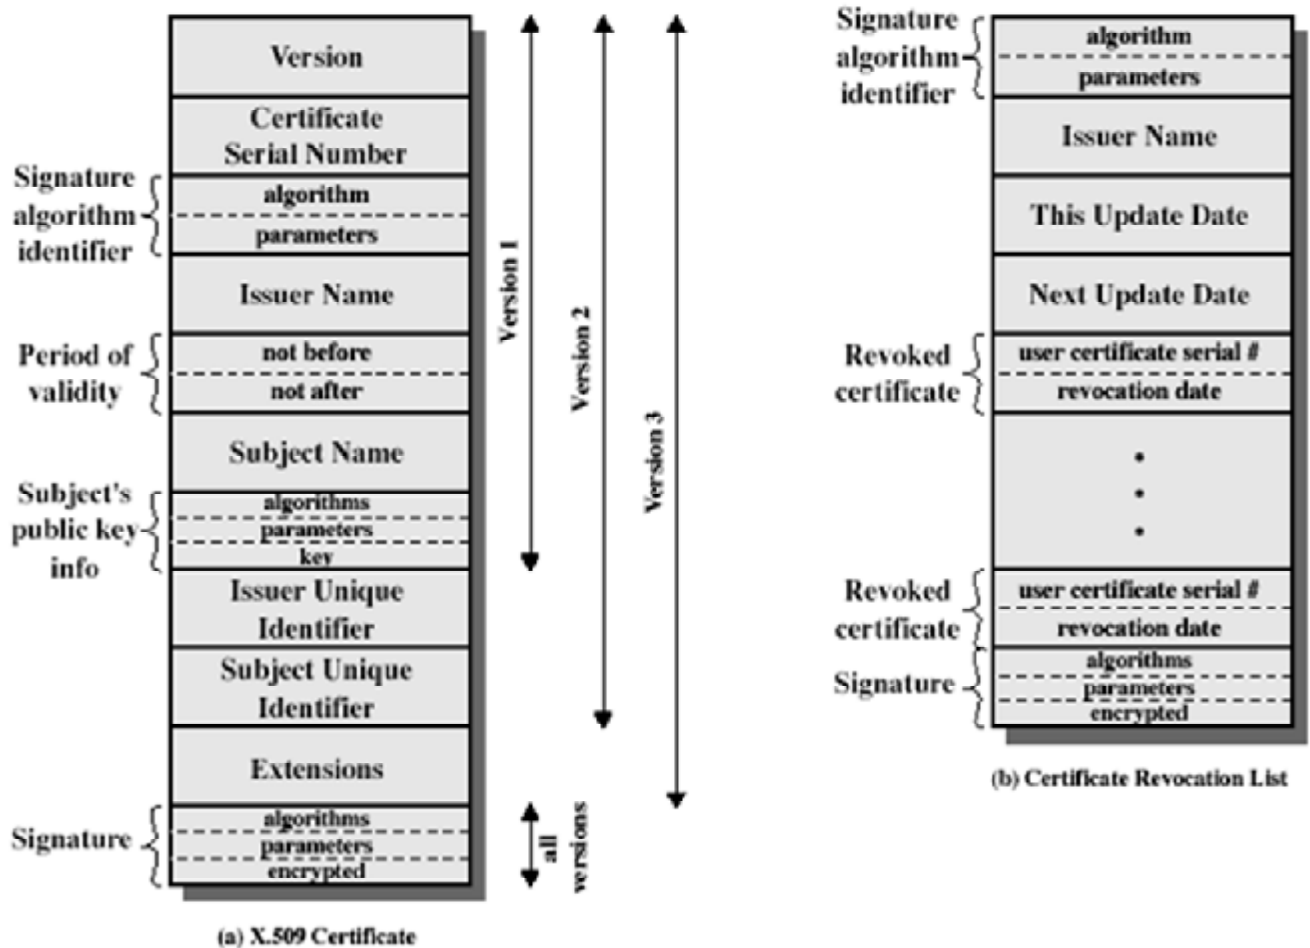 Version
Certificate
Serial Number
Signature
algorithm
identifier
algorithm
parameters
Issuer Name
Period of
validity
not before
not after
Subject Name
Subject's
public key
info
algorithms
parameters
key
Issuer Unique
Identifier
Subject Unique
Identifier
Extensions
Signature
algorithms
parameters
encrypted
Version 1
Version 2
Version 3
all
versions
(a) X.509 Certificate
Signature
algorithm
identifier
algorithm
parameters
Issuer Name
This Update Date
Next Update Date
Revoked
certificate
user certificate serial #
revocation date
Revoked
certificate
user certificate serial #
revocation date
Signature
algorithms
parameters
encrypted
(b) Certificate Revocation List